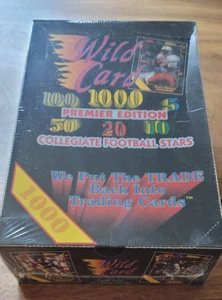 Wild
Card
100 1000 5
PREMIER EDITION
50 20 10
COLLEGIATE FOOTBALL STARS
We Put The TRADE
Back Into
Trading Cards™
1000